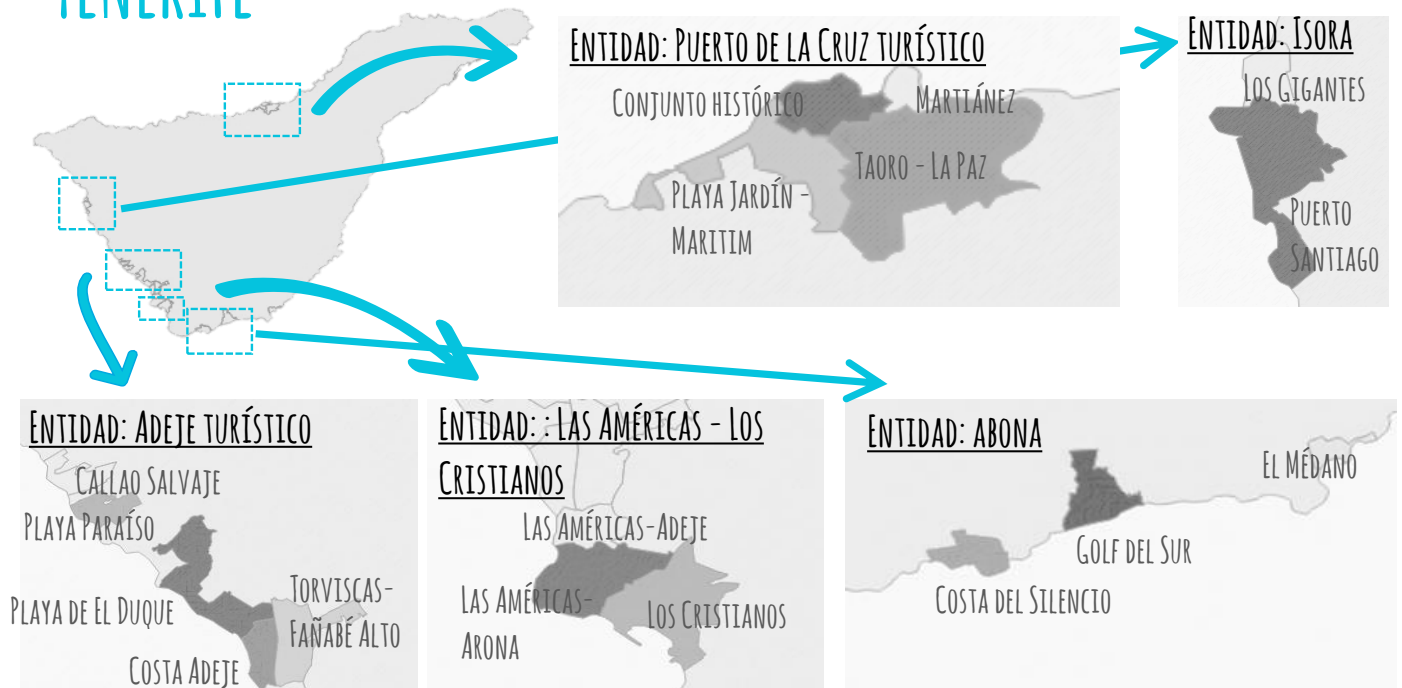 TENERIFE
ENTIDAD: PUERTO DE LA CRUZ TURÍSTICO
CONJUNTO HISTÓRICO
MARTIÁNEZ
TAORO - LA PAZ
PLAYA JARDÍN -
MARITIM
ENTIDAD: ISORA
LOS GIGANTES
PUERTO
SANTIAGO
ENTIDAD: ADEJE TURÍSTICO
CALLAO SALVAJE
PLAYA PARAÍSO
PLAYA DE EL DUQUE
TORVISCAS-
FAÑABÉ ALTO
COSTA ADEJE
ENTIDAD: : LAS AMÉRICAS - LOS
CRISTIANOS
LAS AMÉRICAS-ADEJE
LAS AMÉRICAS-
ARONA
LOS CRISTIANOS
ENTIDAD: ABONA
EL MÉDANO
GOLF DEL SUR
COSTA DEL SILENCIO